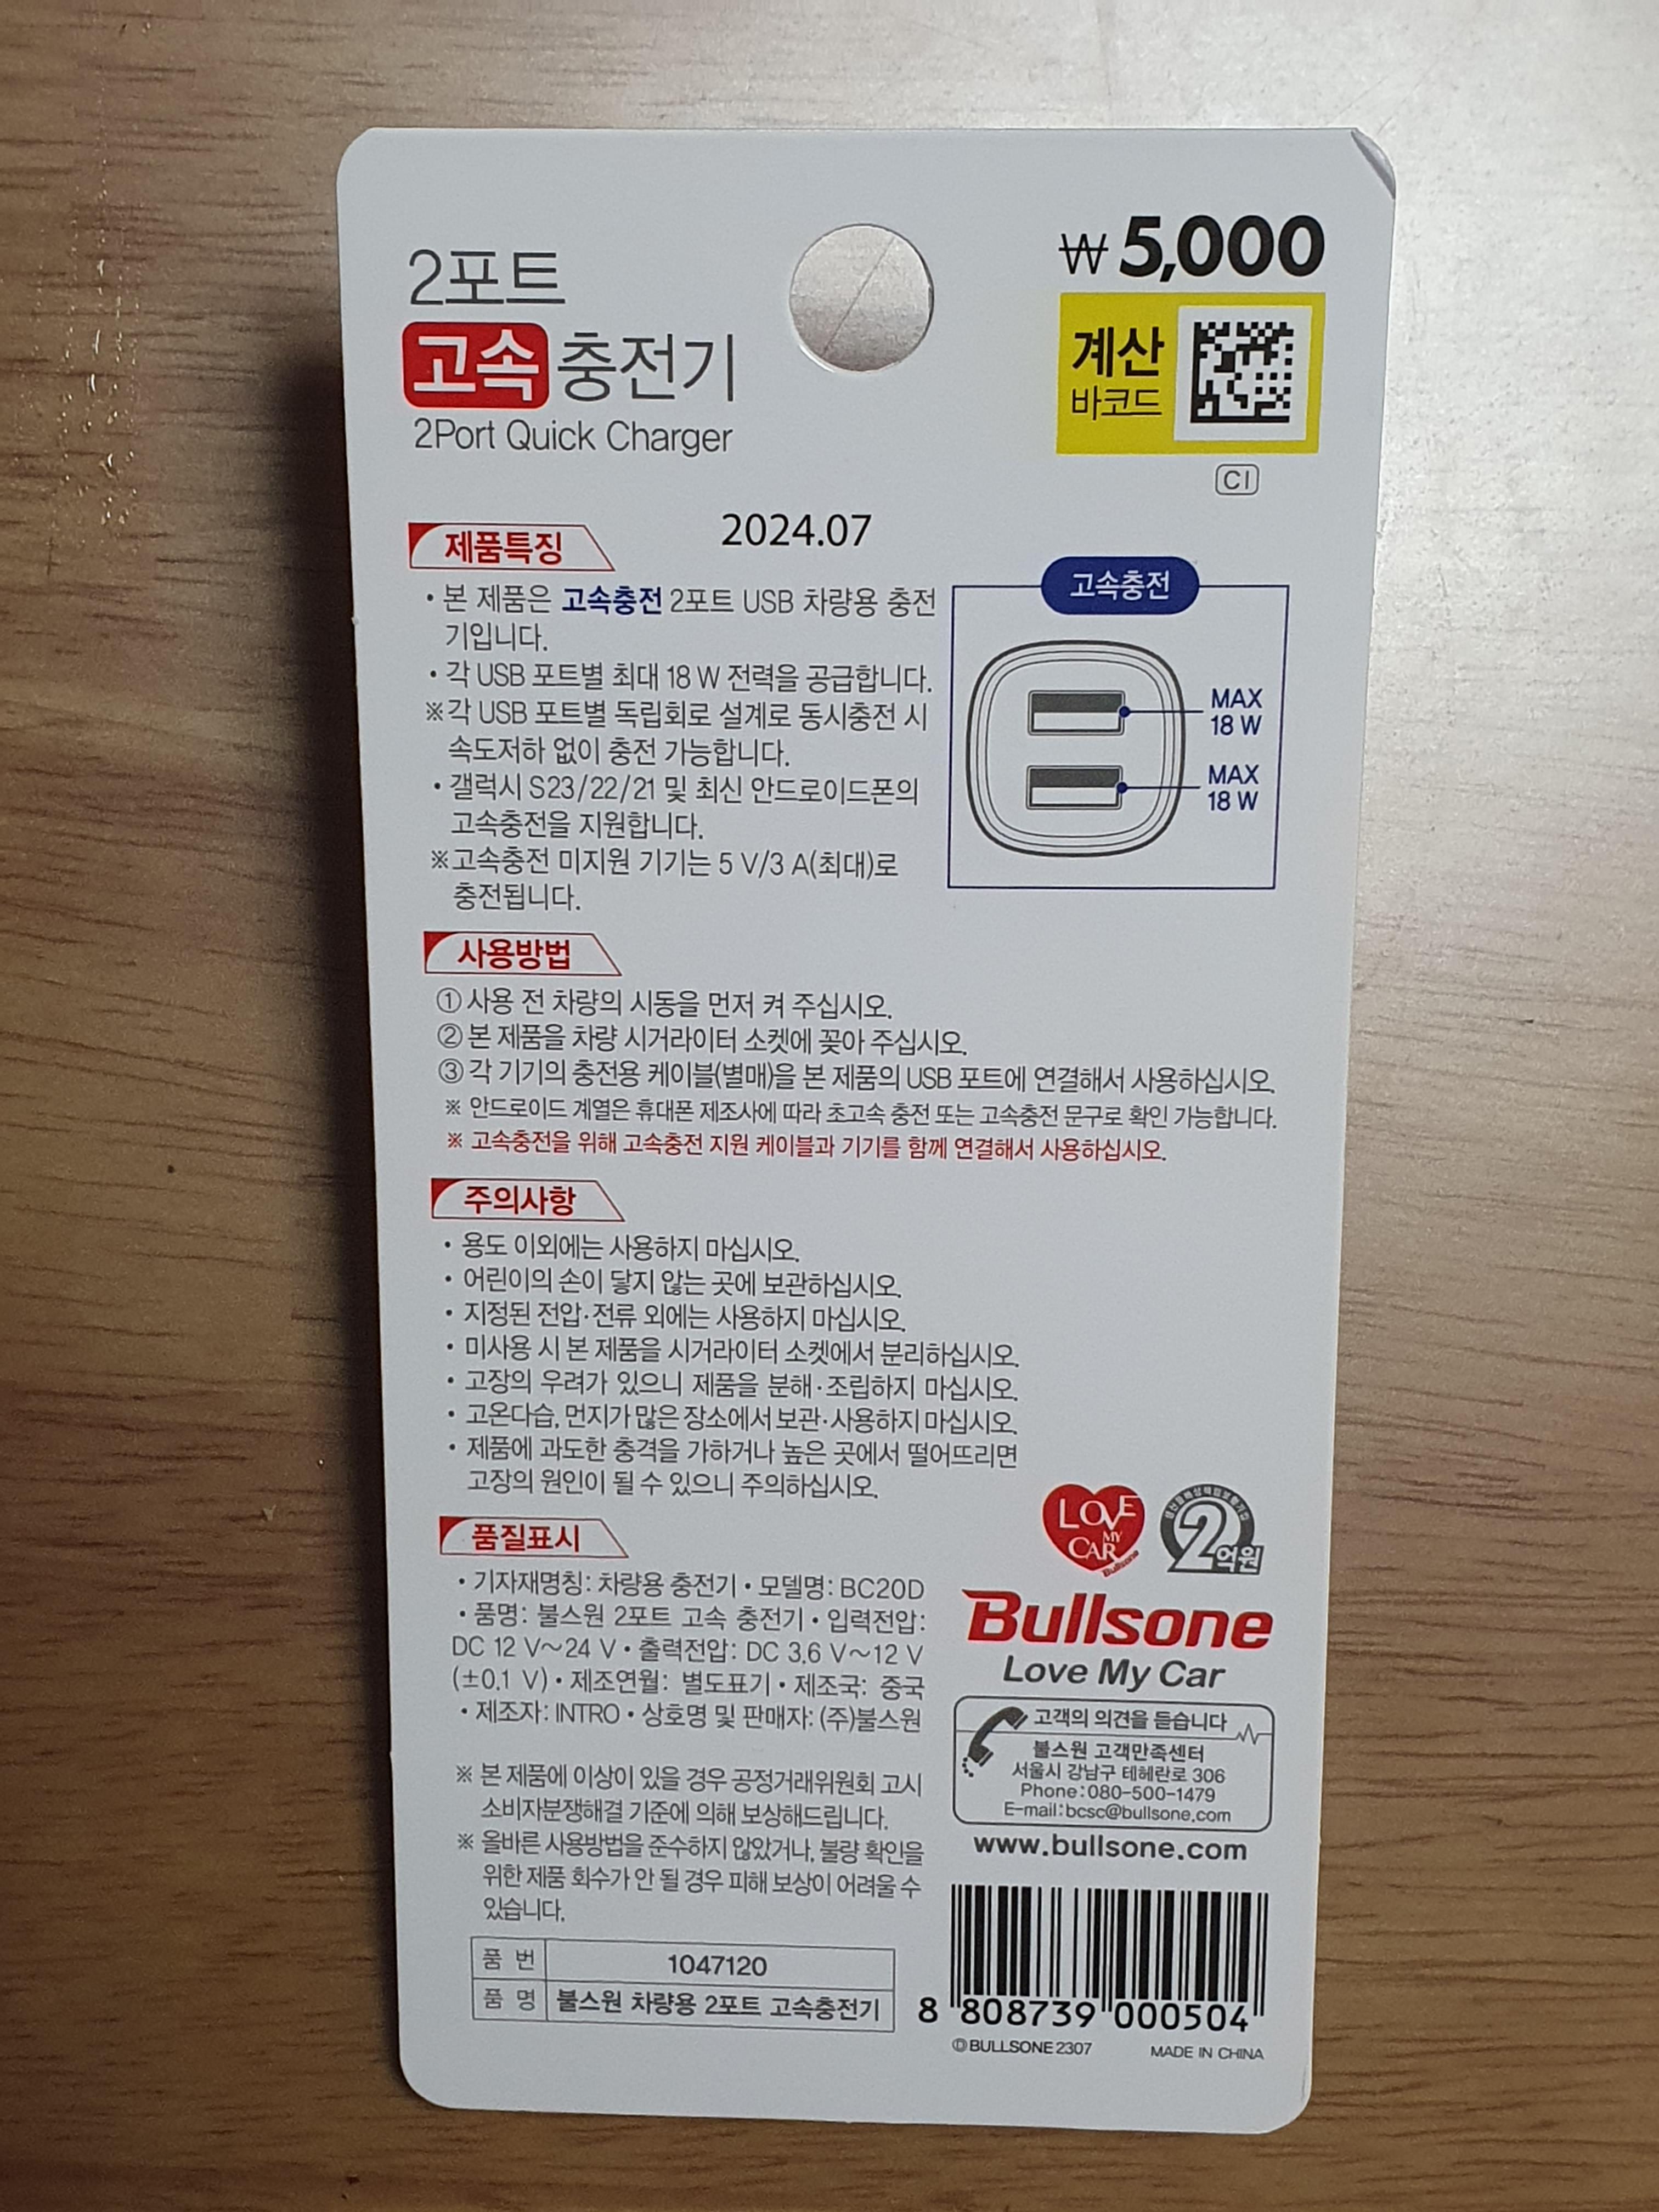 2포트
고속 충전기
2Port Quick Charger
₩5,000
계산
바코드
CI
2024.07
제품특징
• 본 제품은 고속충전 2포트 USB 차량용 충전
기입니다.
• 각 USB 포트별 최대 18 W 전력을 공급합니다.
※각 USB 포트별 독립회로 설계로 동시충전 시
속도저하 없이 충전 가능합니다.
• 갤럭시 S23/22/21 및 최신 안드로이드폰의
고속충전을 지원합니다.
※고속충전 미지원 기기는 5 V/3 A(최대)로
충전됩니다.
고속충전
MAX
18 W
MAX
18 W
사용방법
① 사용 전 차량의 시동을 먼저 켜 주십시오.
② 본 제품을 차량 시거라이터 소켓에 꽂아 주십시오.
③ 각 기기의 충전용 케이블(별매)을 본 제품의 USB 포트에 연결해서 사용하십시오.
※ 안드로이드 계열은 휴대폰 제조사에 따라 초고속 충전 또는 고속충전 문구로 확인 가능합니다.
※ 고속충전을 위해 고속충전 지원 케이블과 기기를 함께 연결해서 사용하십시오.
주의사항
• 용도 이외에는 사용하지 마십시오.
• 어린이의 손이 닿지 않는 곳에 보관하십시오.
• 지정된 전압·전류 외에는 사용하지 마십시오.
• 미사용 시 본 제품을 시거라이터 소켓에서 분리하십시오.
• 고장의 우려가 있으니 제품을 분해·조립하지 마십시오.
• 고온다습, 먼지가 많은 장소에서 보관·사용하지 마십시오.
• 제품에 과도한 충격을 가하거나 높은 곳에서 떨어뜨리면
고장의 원인이 될 수 있으니 주의하십시오.
품질표시
• 기자재명칭: 차량용 충전기 • 모델명: BC20D
• 품명: 불스원 2포트 고속 충전기 • 입력전압:
DC 12 V~24 V • 출력전압: DC 3.6 V~12 V
(±0.1 V) • 제조연월: 별도표기 • 제조국: 중국
• 제조자: INTRO • 상호명 및 판매자: (주)불스원
※ 본 제품에 이상이 있을 경우 공정거래위원회 고시
소비자분쟁해결 기준에 의해 보상해드립니다.
※ 올바른 사용방법을 준수하지 않았거나, 불량 확인을
위한 제품 회수가 안 될 경우 피해 보상이 어려울 수
있습니다.
품 번 1047120
품 명 불스원 차량용 2포트 고속충전기
LOVE
MY
CAR
Bullsone
2억원
Bullsone
Love My Car
고객의 의견을 듣습니다
불스원 고객만족센터
서울시 강남구 테헤란로 306
Phone:080-500-1479
E-mail:bcsc@bullsone.com
www.bullsone.com
8 808739 000504
ⒹBULLSONE 2307
MADE IN CHINA